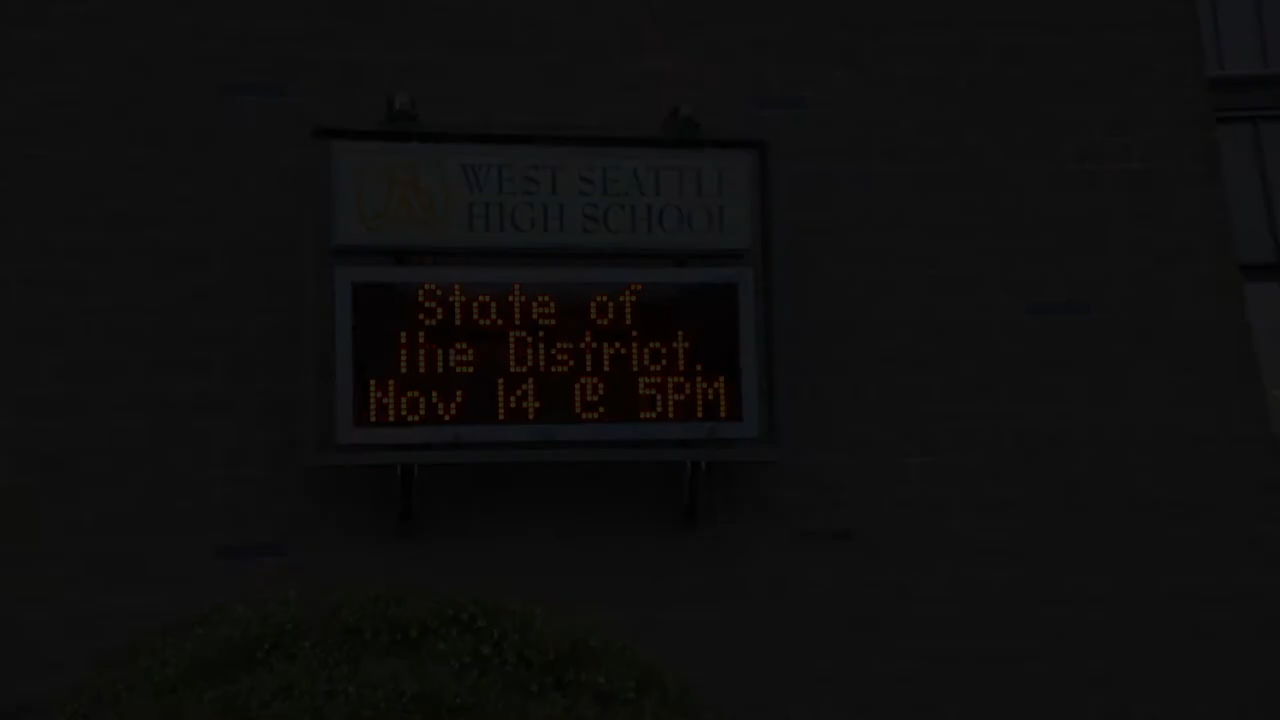 WEST SEATTLE
HIGH SCHOOL
State of
the District.
Nov 14 @ 5PM